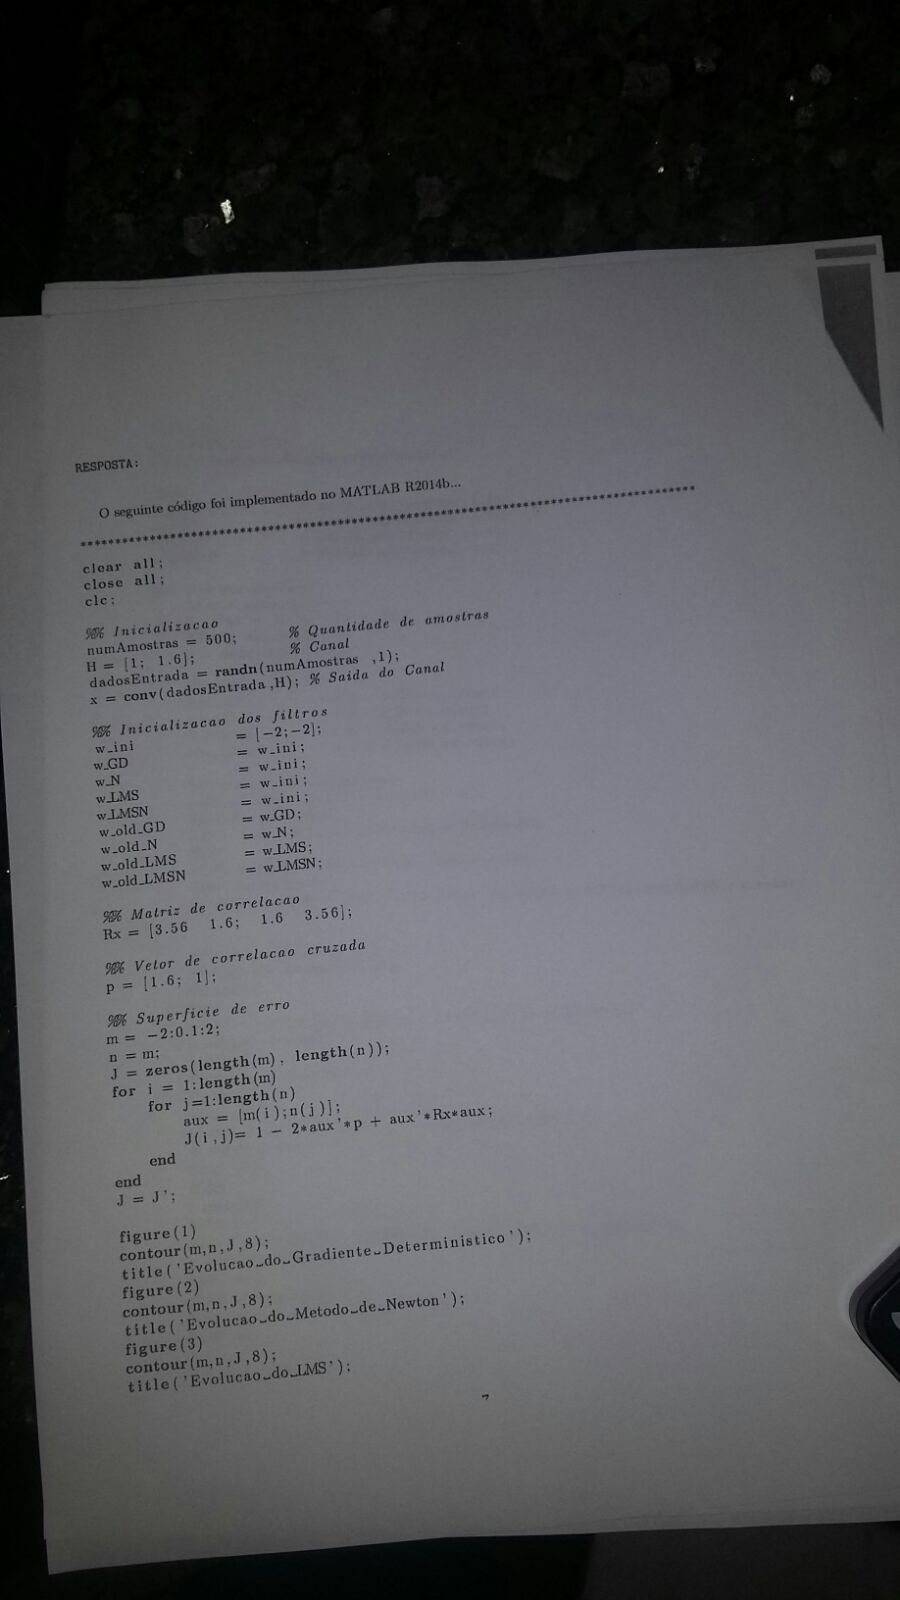 RESPOSTA:
O seguinte código foi implementado no MATLAB R2014b...
*****************************************************************************************
clear all;
close all;
clc;
%% Inicializacao
numAmostras = 500; % Quantidade de amostras
H = [1; 1.6]; % Canal
dadosEntrada = randn(numAmostras ,1);
x = conv(dadosEntrada,H); % Saida do Canal
%% Inicializacao dos filtros
w_ini = [-2;-2];
w_GD = w_ini;
w_N = w_ini;
w_LMS = w_ini;
w_LMSN = w_ini;
w_old_GD = w_GD;
w_old_N = w_N;
w_old_LMS = w_LMS;
w_old_LMSN = w_LMSN;
%% Matriz de correlacao
Rx = [3.56 1.6; 1.6 3.56];
%% Vetor de correlacao cruzada
p = [1.6; 1];
%% Superficie de erro
m = -2:0.1:2;
n = m;
J = zeros(length(m), length(n));
for i = 1:length(m)
for j=1:length(n)
aux = [m(i);n(j)];
J(i,j)= 1 - 2*aux'*p + aux'*Rx*aux;
end
end
J = J';
figure(1)
contour(m,n,J,8);
title('Evolucao_do_Gradiente_Deterministico');
figure(2)
contour(m,n,J,8);
title('Evolucao_do_Metodo_de_Newton');
figure(3)
contour(m,n,J,8);
title('Evolucao_do_LMS');
7